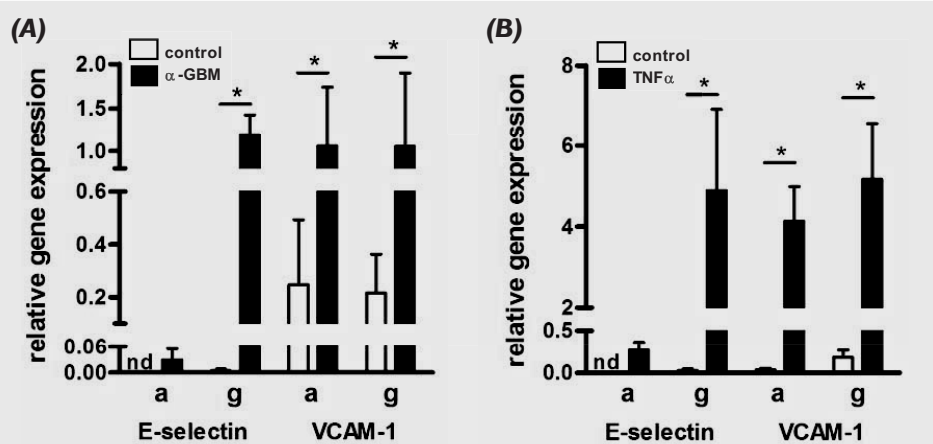 (A)
control
α-GBM
relative gene expression
2.0
1.5
1.0
0.6
0.4
0.2
0.06
0.00
*
*
*
nd
a
g
a
g
E-selectin
VCAM-1
(B)
control
TNFα
relative gene expression
8
6
4
2
0.5
0.0
*
*
*
nd
a
g
a
g
E-selectin
VCAM-1